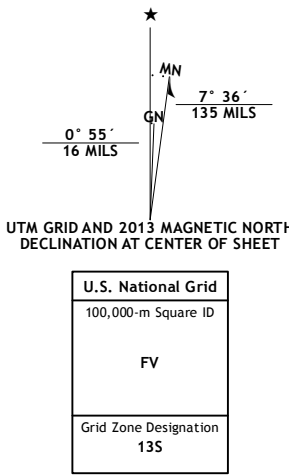 ★
MN
7° 36´
135 MILS
GN
0° 55´
16 MILS
UTM GRID AND 2013 MAGNETIC NORTH
DECLINATION AT CENTER OF SHEET
U.S. National Grid
100,000-m Square ID
FV
Grid Zone Designation
13S